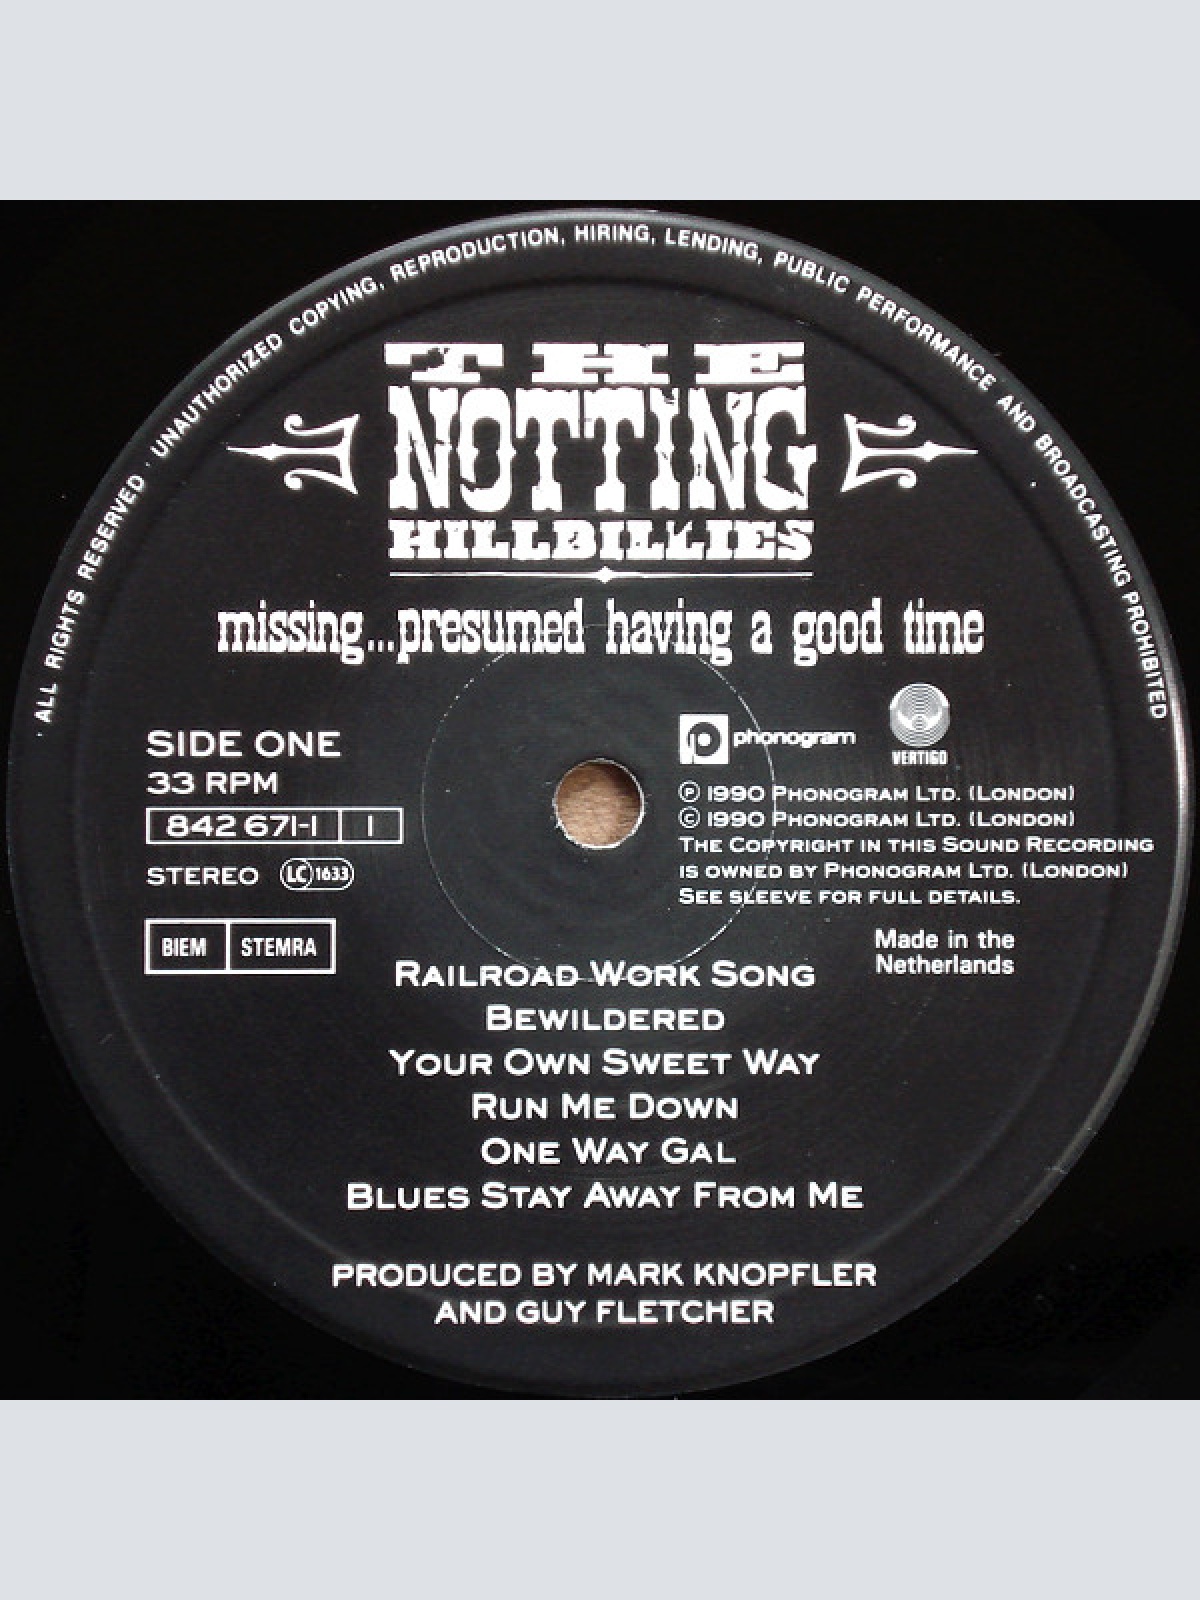 ALL RIGHTS RESERVED · UNAUTHORIZED COPYING, REPRODUCTION, HIRING, LENDING, PUBLIC PERFORMANCE AND BROADCASTING PROHIBITED
THE
NOTTING
HILLBILLIES
missing...presumed having a good time
SIDE ONE
33 RPM
842 671-1 1
STEREO LC 1633
BIEM STEMRA
phonogram
VERTIGO
Ⓟ 1990 PHONOGRAM LTD. (LONDON)
© 1990 PHONOGRAM LTD. (LONDON)
THE COPYRIGHT IN THIS SOUND RECORDING
IS OWNED BY PHONOGRAM LTD. (LONDON)
SEE SLEEVE FOR FULL DETAILS.
Made in the
Netherlands
RAILROAD WORK SONG
BEWILDERED
YOUR OWN SWEET WAY
RUN ME DOWN
ONE WAY GAL
BLUES STAY AWAY FROM ME
PRODUCED BY MARK KNOPFLER
AND GUY FLETCHER